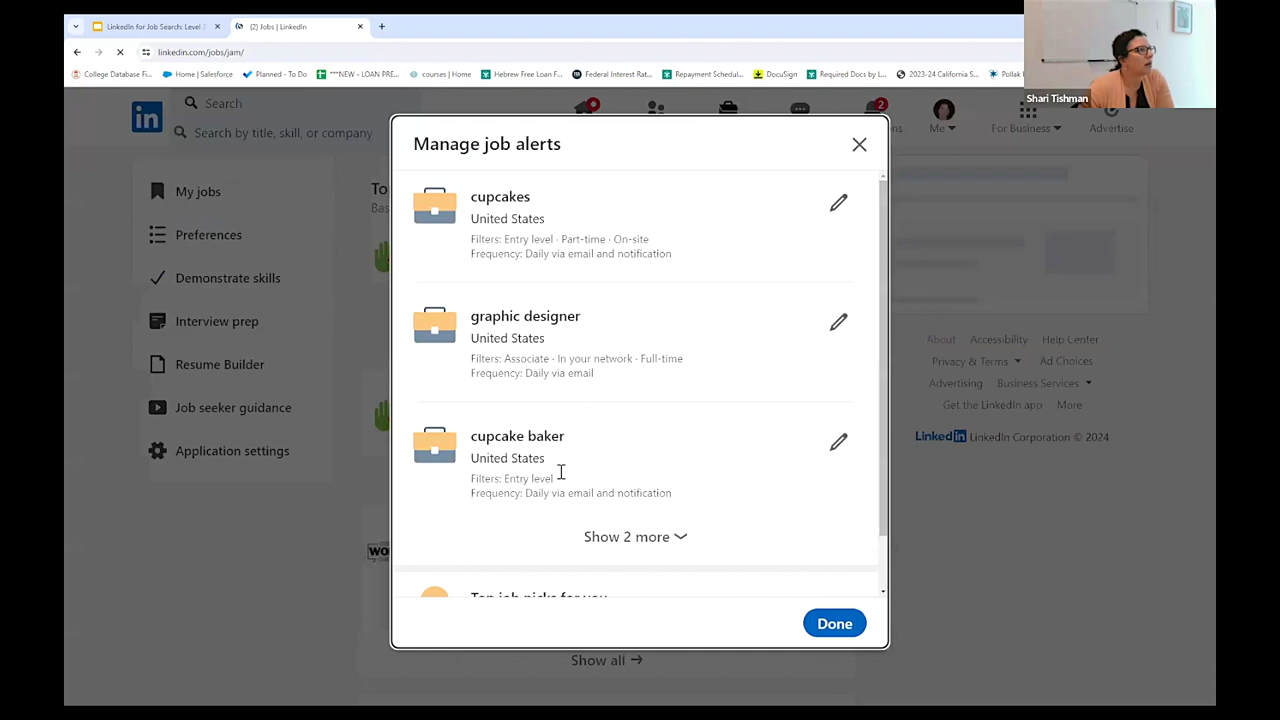 LinkedIn for Job Search: Level
(2) Jobs | LinkedIn
linkedin.com/jobs/jam/
College Database Fi...
Home | Salesforce
Planned - To Do
***NEW - LOAN PRE...
courses | Home
Hebrew Free Loan F...
Federal Interest Rat...
Repayment Schedul...
DocuSign
Required Docs by L...
2023-24 California S...
Pollak
Shari Tishman
in
Search
Search by title, skill, or company
2
Me
For Business
Advertise
My jobs
Preferences
Demonstrate skills
Interview prep
Resume Builder
Job seeker guidance
Application settings
Manage job alerts
cupcakes
United States
Filters: Entry level · Part-time · On-site
Frequency: Daily via email and notification
graphic designer
United States
Filters: Associate · In your network · Full-time
Frequency: Daily via email
cupcake baker
United States
Filters: Entry level
Frequency: Daily via email and notification
Show 2 more
Top job picks for you
Done
Show all →
About Accessibility Help Center
Privacy & Terms Ad Choices
Advertising Business Services
Get the LinkedIn app More
LinkedIn LinkedIn Corporation © 2024